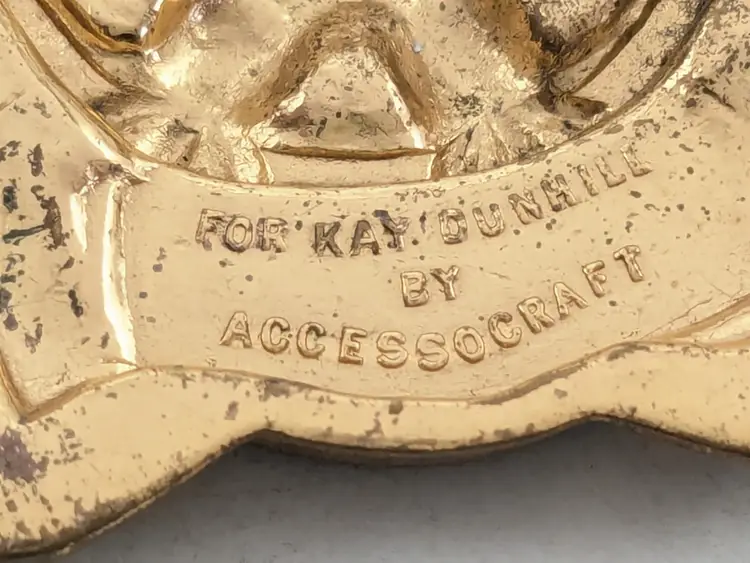 FOR KAY DUNHILL
BY
ACCESSOCRAFT